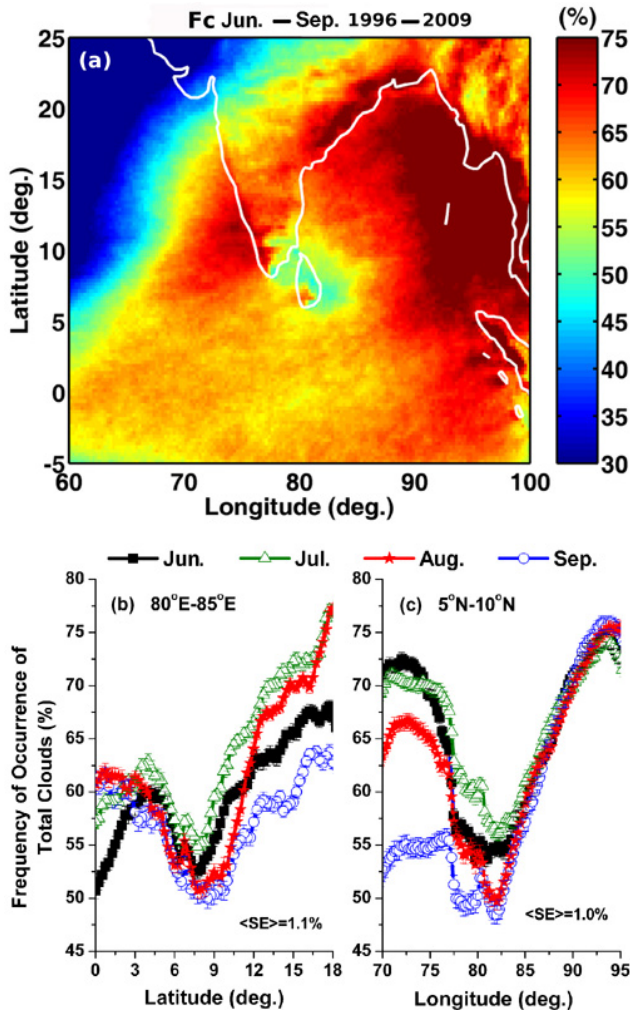 Fc Jun. — Sep. 1996 — 2009
(%)
(a)
25
20
15
10
5
0
-5
Latitude (deg.)
60
70
80
90
100
Longitude (deg.)
75
70
65
60
55
50
45
40
35
30
Jun.
Jul.
Aug.
Sep.
(b) 80°E-85°E
80
75
70
65
60
55
50
45
Frequency of Occurrence of
Total Clouds (%)
<SE>=1.1%
0
3
6
9
12
15
18
Latitude (deg.)
(c) 5°N-10°N
<SE>=1.0%
70
75
80
85
90
95
Longitude (deg.)